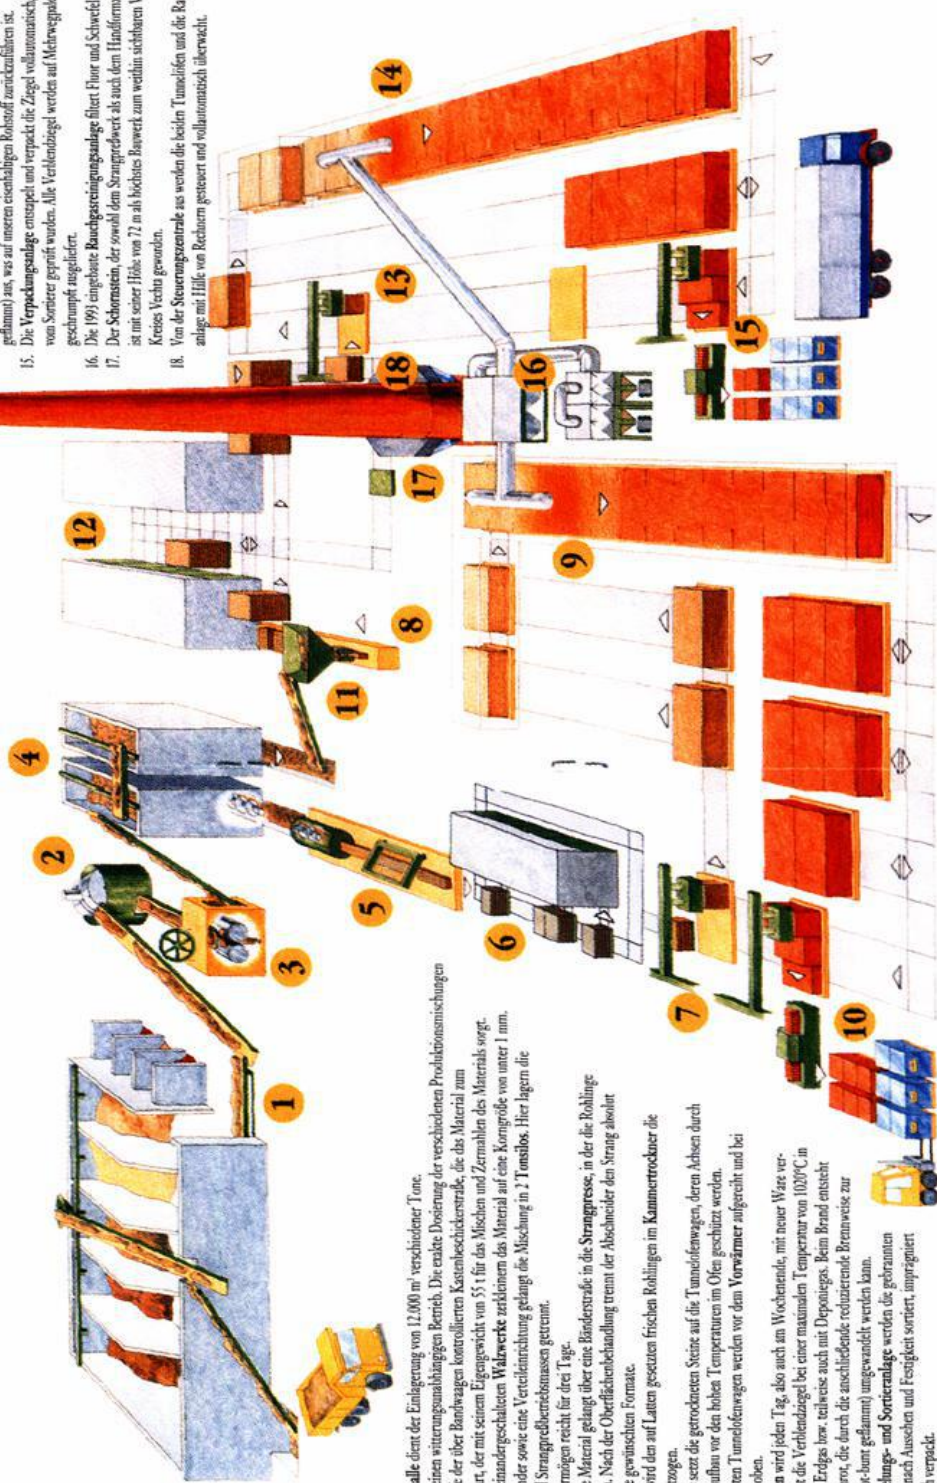 geflammt) aus, was auf unseren eisenhaltigen Rohstoff zurückzuführen ist.
15. Die Verpackungsanlage entstapelt und verpackt die Ziegel vollautomatisch,
vom Sortierer geprüft wurden. Alle Verblendziegel werden auf Mehrwegpal
geschrumpft ausgeliefert.
16. Die 1993 eingebaute Rauchgasreinigungsanlage filtert Fluor und Schwefel
17. Der Schornstein, der sowohl dem Strangpreßwerk als auch dem Handforma
ist mit seiner Höhe von 72 m als höchstes Bauwerk zum weithin sichtbaren
Kreises Vechta geworden.
18. Von der Steuerungszentrale aus werden die beiden Tunnelöfen und die Ra
anlage mit Hilfe von Rechnern gesteuert und vollautomatisch überwacht.
1
2
3
4
5
6
7
8
9
10
11
12
13
14
15
16
17
18
alle dient der Einlagerung von 12.000 m³ verschiedener Tone.
inen witterungsunabhängigen Betrieb. Die exakte Dosierung der verschiedenen Produktionsmischungen
e der über Bandwaagen kontrollierten Kastenbeschickerstraße, die das Material zum
rt, der mit seinem Eigengewicht von 55 t für das Mischen und Zermahlen des Materials sorgt.
inandergeschalteten Walzwerke zerkleinern das Material auf eine Korngröße von unter 1 mm.
der sowie eine Verteileinrichtung gelangt die Mischung in 2 Tonsilos. Hier lagern die
d Strangpreßbetriebsmassen getrennt.
rmögen reicht für drei Tage.
e Material gelangt über eine Bänderstraße in die Strangpresse, in der die Rohlinge
. Nach der Oberflächenbehandlung trennt der Abschneider den Strang absolut
e gewünschten Formate.
ird den auf Latten gesetzten frischen Rohlingen im Kammertrockner die
zogen.
setzt die getrockneten Steine auf die Tunnelofenwagen, deren Achsen durch
ufbau vor den hohen Temperaturen im Ofen geschützt werden.
ten Tunnelofenwagen werden vor dem Vorwärmer aufgereiht und bei
oben.
n wird jeden Tag, also auch am Wochenende, mit neuer Ware ver-
g die Verblendziegel bei einer maximalen Temperatur von 1020°C in
rdgas bzw. teilweise auch mit Deponiegas. Beim Brand entsteht
ot, die durch die anschließende reduzierende Brennweise zur
k-bunt geflammt) umgewandelt werden kann.
dungs- und Sortieranlage werden die gebrannten
ach Aussehen und Festigkeit sortiert, imprägniert
verpackt.